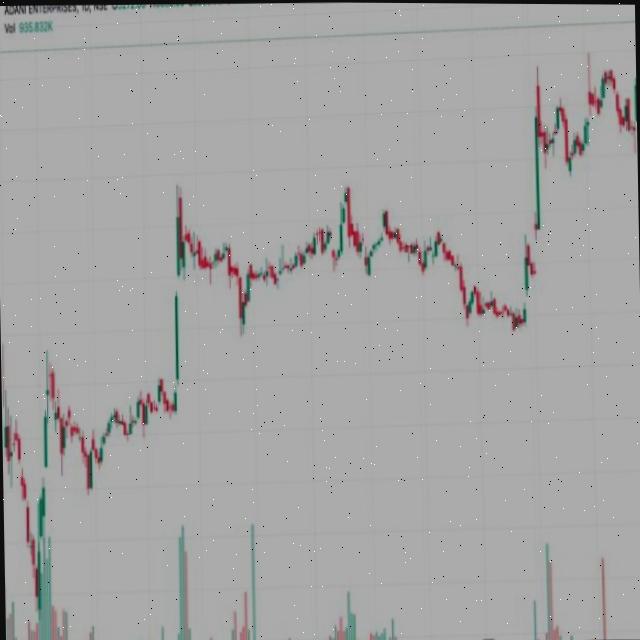 ADANI ENTERPRISES, 1D, NSE
Vol 935.832K